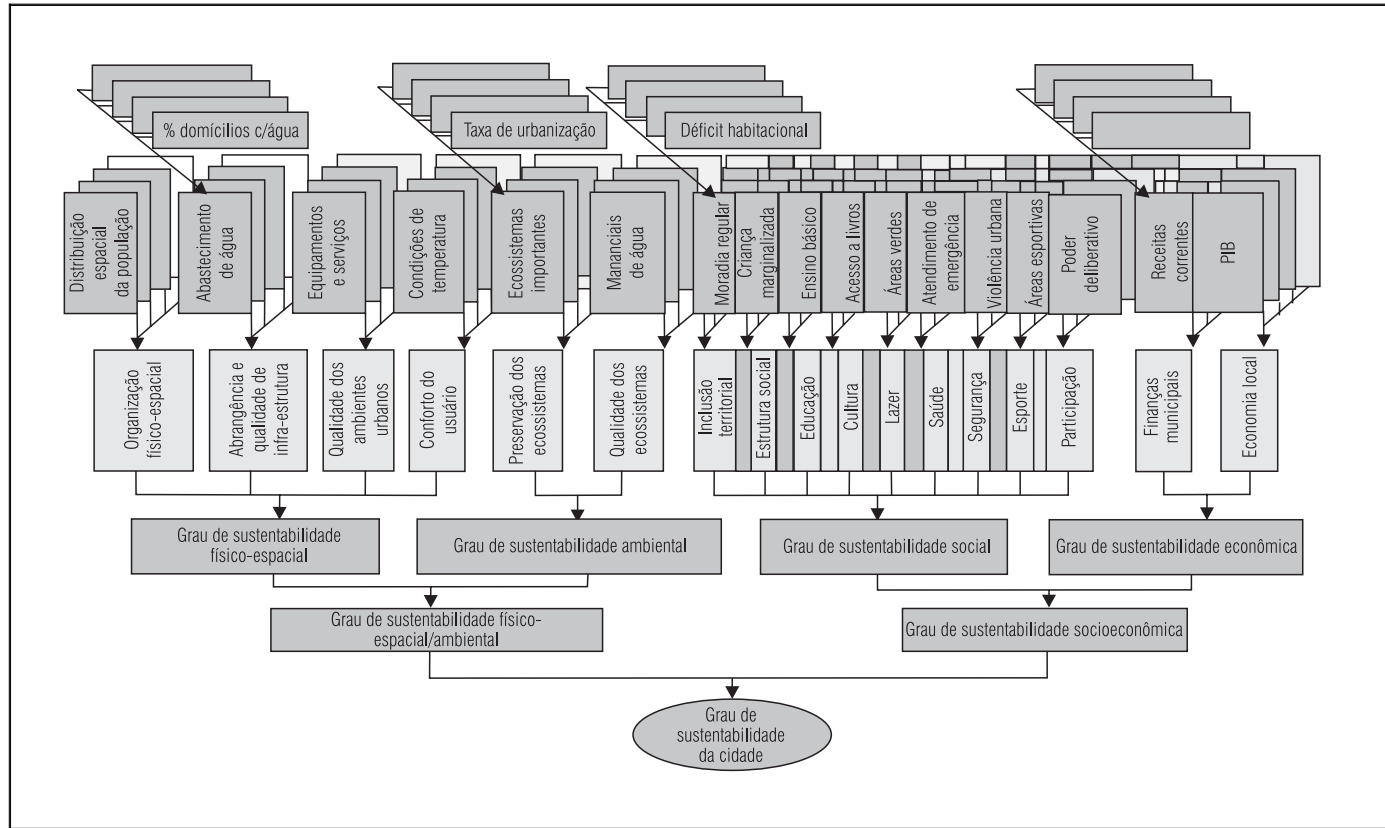 % domícilios c/água
Taxa de urbanização
Déficit habitacional
Distribuição
espacial
da população
Abastecimento
de água
Equipamentos
e serviços
Condições de
temperatura
Ecossistemas
importantes
Mananciais
de água
Moradia regular
Criança
marginalizada
Ensino básico
Acesso a livros
Áreas verdes
Atendimento de
emergência
Violência urbana
Áreas esportivas
Poder
deliberativo
Receitas
correntes
PIB
Organização
físico-espacial
Abrangência e
qualidade de
infra-estrutura
Qualidade dos
ambientes
urbanos
Conforto do
usuário
Preservação dos
ecossistemas
Qualidade dos
ecosistemas
Inclusão
territorial
Estrutura social
Educação
Cultura
Lazer
Saúde
Segurança
Esporte
Participação
Finanças
municipais
Economia local
Grau de sustentabilidade
físico-espacial
Grau de sustentabilidade ambiental
Grau de sustentabilidade social
Grau de sustentabilidade econômica
Grau de sustentabilidade físico-
espacial/ambiental
Grau de sustentabilidade socioeconômica
Grau de
sustentabilidade
da cidade